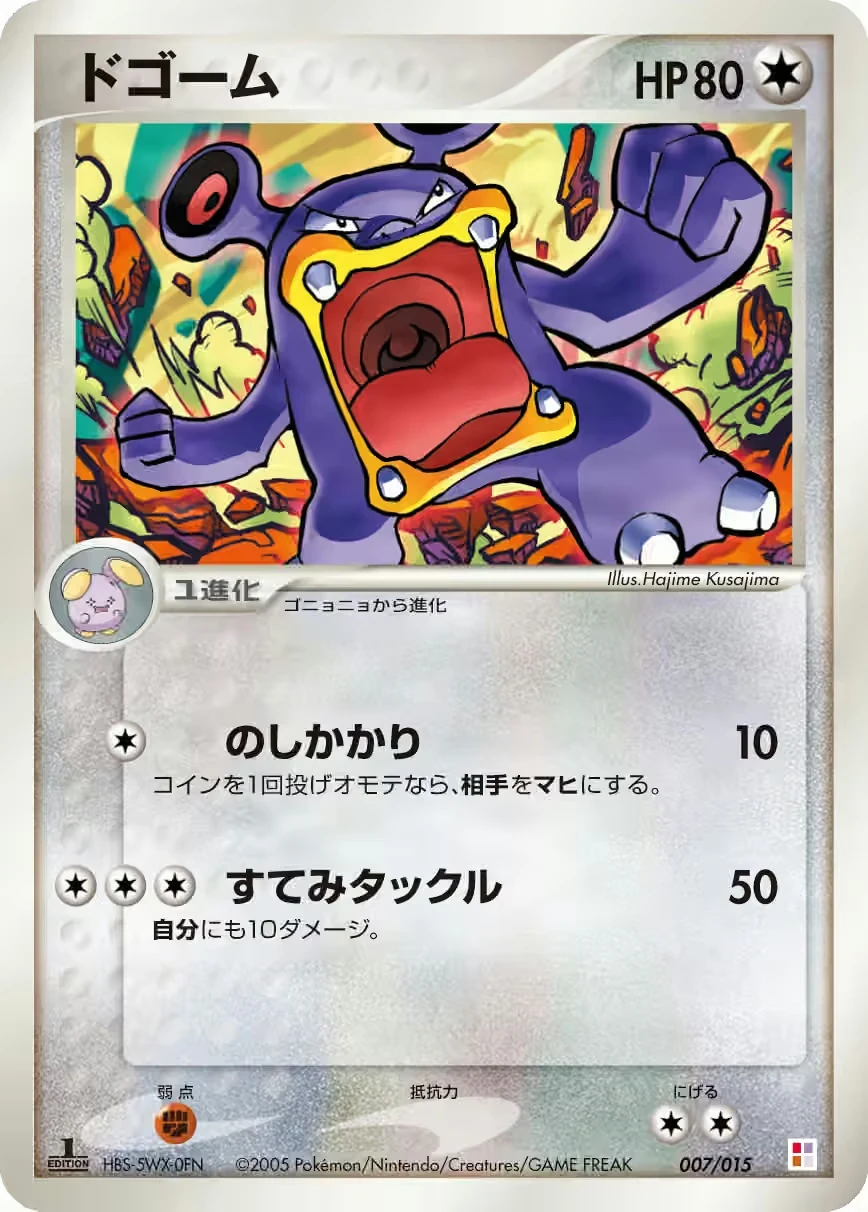 ドゴーム
HP80
Illus.Hajime Kusajima
1進化
ゴニョニョから進化
のしかかり 10
コインを1回投げオモテなら、相手をマヒにする。
すてみタックル 50
自分にも10ダメージ。
弱点 抵抗力 にげる
1 EDITION HBS-5WX-0FN ©2005 Pokémon/Nintendo/Creatures/GAME FREAK 007/015